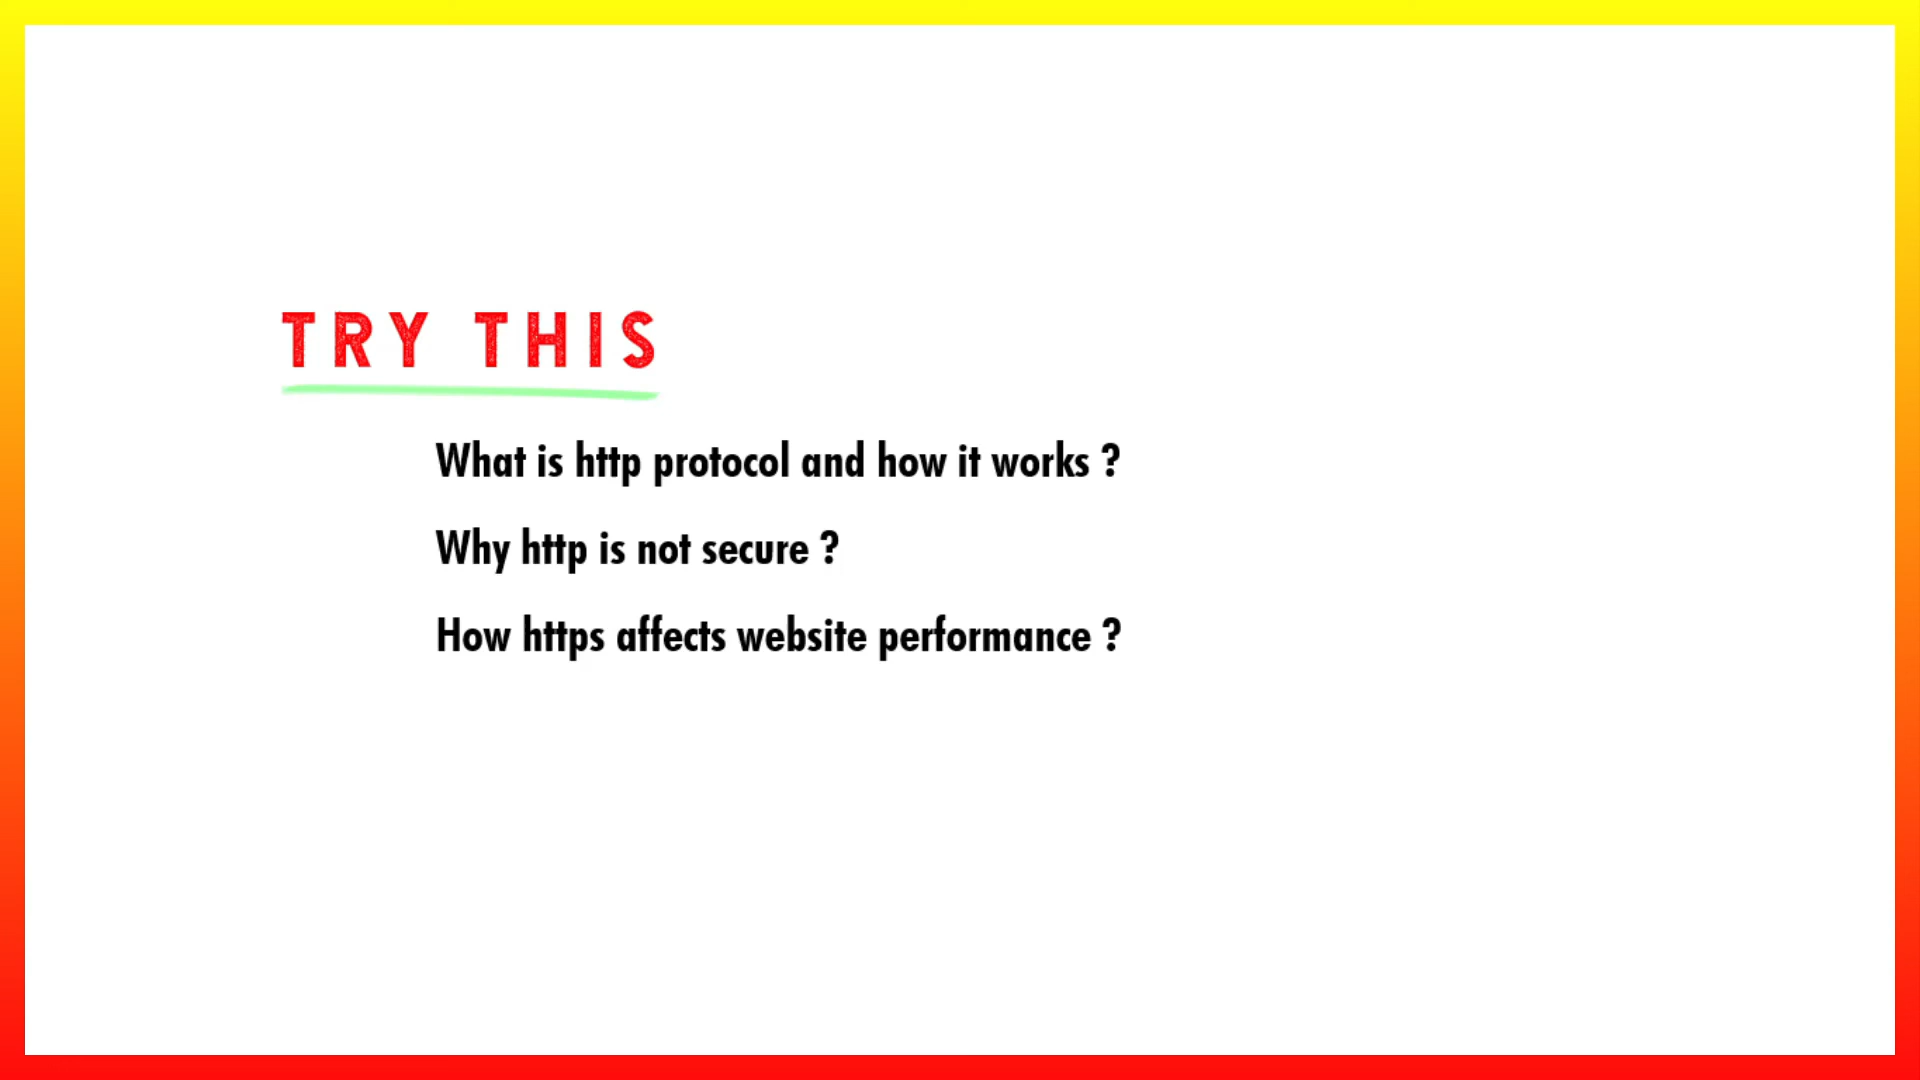 TRY THIS
What is http protocol and how it works ?
Why http is not secure ?
How https affects website performance ?